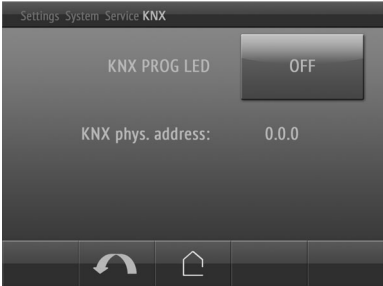 Settings System Service KNX
KNX PROG LED OFF
KNX phys. address: 0.0.0